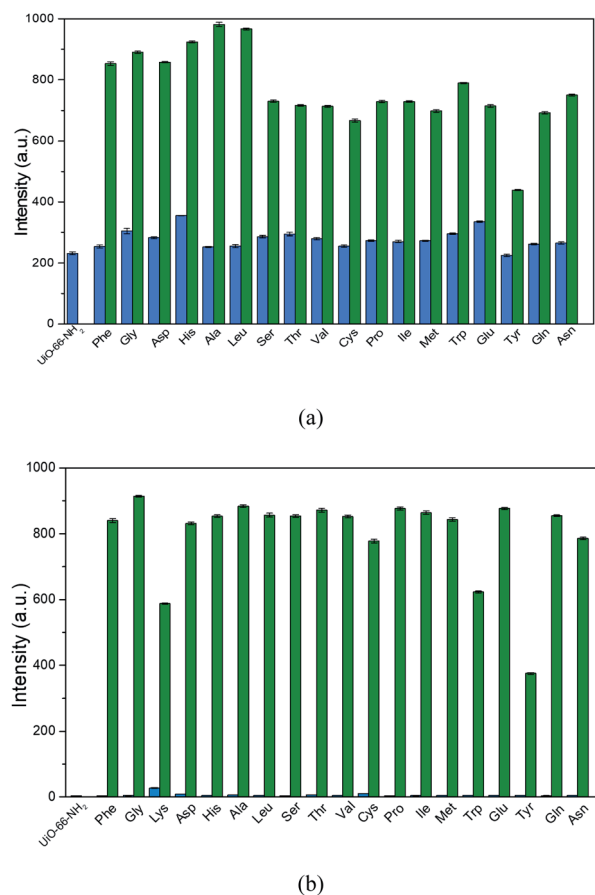 1000
800
600
400
200
0
Intensity (a.u.)
UiO-66-NH2 Phe Gly Asp His Ala Leu Ser Thr Val Cys Pro Ile Met Trp Glu Tyr Gln Asn
(a)
1000
800
600
400
200
0
Intensity (a.u.)
UiO-66-NH2 Phe Gly Lys Asp His Ala Leu Ser Thr Val Cys Pro Ile Met Trp Glu Tyr Gln Asn
(b)